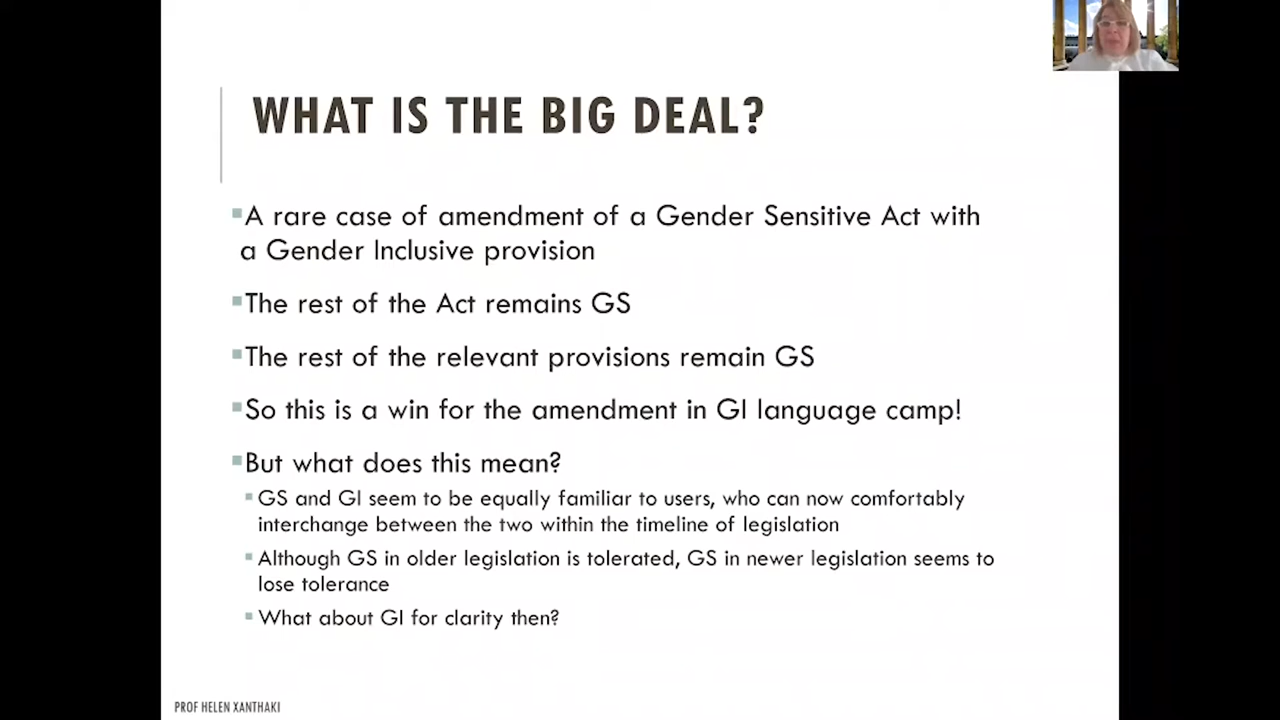 WHAT IS THE BIG DEAL?
A rare case of amendment of a Gender Sensitive Act with
a Gender Inclusive provision
The rest of the Act remains GS
The rest of the relevant provisions remain GS
So this is a win for the amendment in GI language camp!
But what does this mean?
GS and GI seem to be equally familiar to users, who can now comfortably
interchange between the two within the timeline of legislation
Although GS in older legislation is tolerated, GS in newer legislation seems to
lose tolerance
What about GI for clarity then?
PROF HELEN XANTHAKI